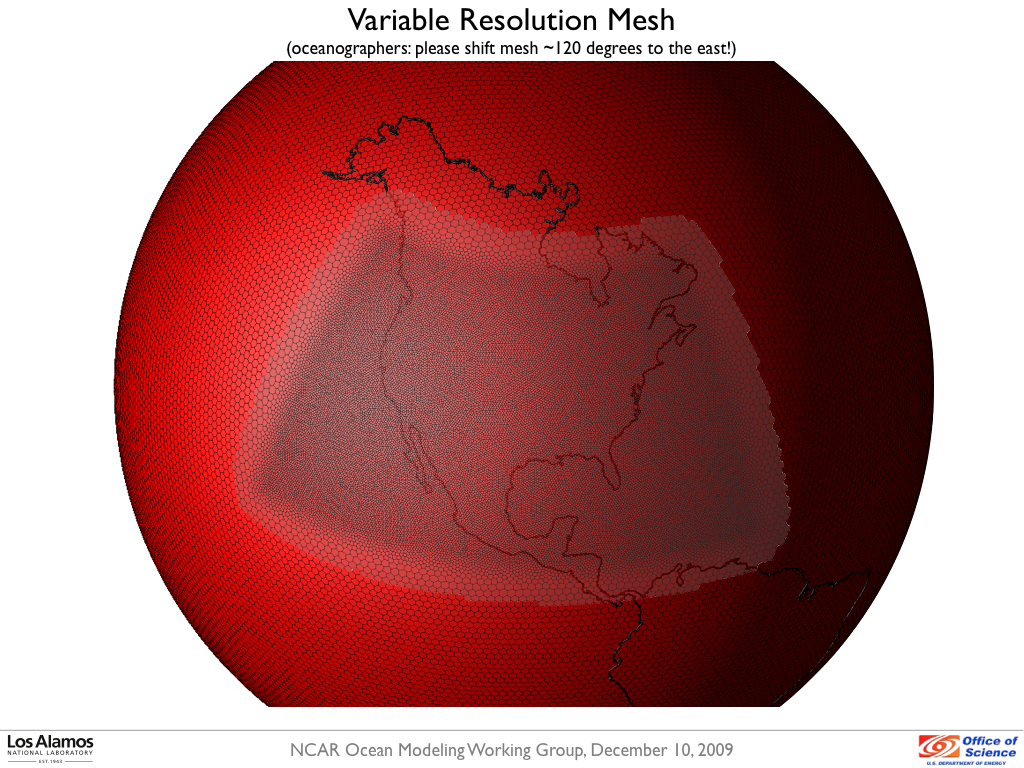 Variable Resolution Mesh
(oceanographers: please shift mesh ~120 degrees to the east!)
Los Alamos
NATIONAL LABORATORY
EST. 1943
NCAR Ocean Modeling Working Group, December 10, 2009
Office of
Science
U.S. DEPARTMENT OF ENERGY